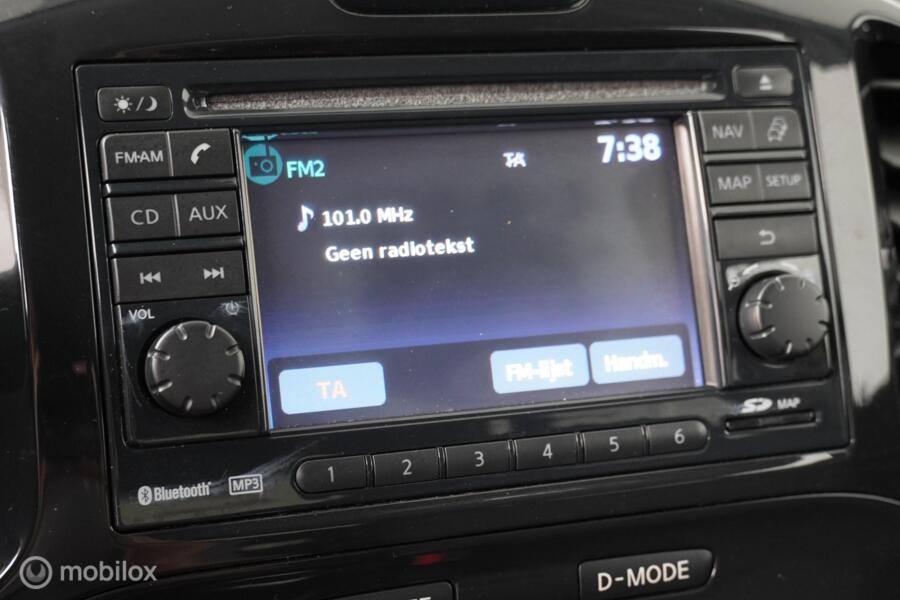 FM2
TA
7:38
101.0 MHz
Geen radiotekst
TA
FM-lijst
Handm.
FM·AM
CD
AUX
VOL
NAV
MAP
SETUP
MAP
1 2 3 4 5 6
Bluetooth
MP3
D-MODE
mobilox